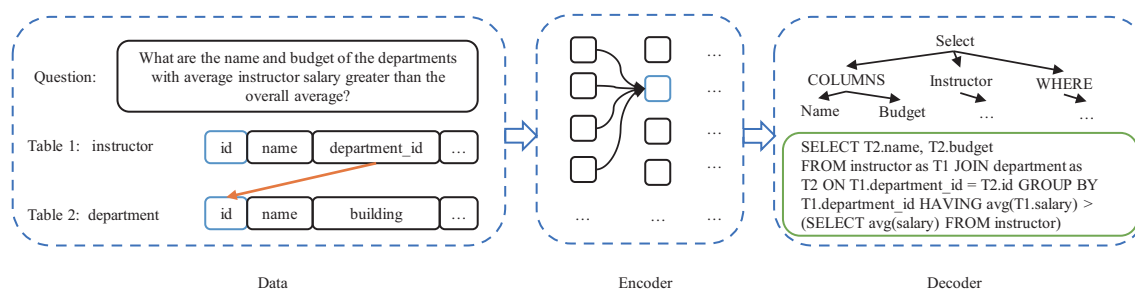 Question:
What are the name and budget of the departments
with average instructor salary greater than the
overall average?
Table 1: instructor
id name department_id ...
Table 2: department
id name building ...
Data
... ... ...
Encoder
Select
COLUMNS Instructor WHERE
Name Budget ... ...
SELECT T2.name, T2.budget
FROM instructor as T1 JOIN department as
T2 ON T1.department_id = T2.id GROUP BY
T1.department_id HAVING avg(T1.salary) >
(SELECT avg(salary) FROM instructor)
Decoder